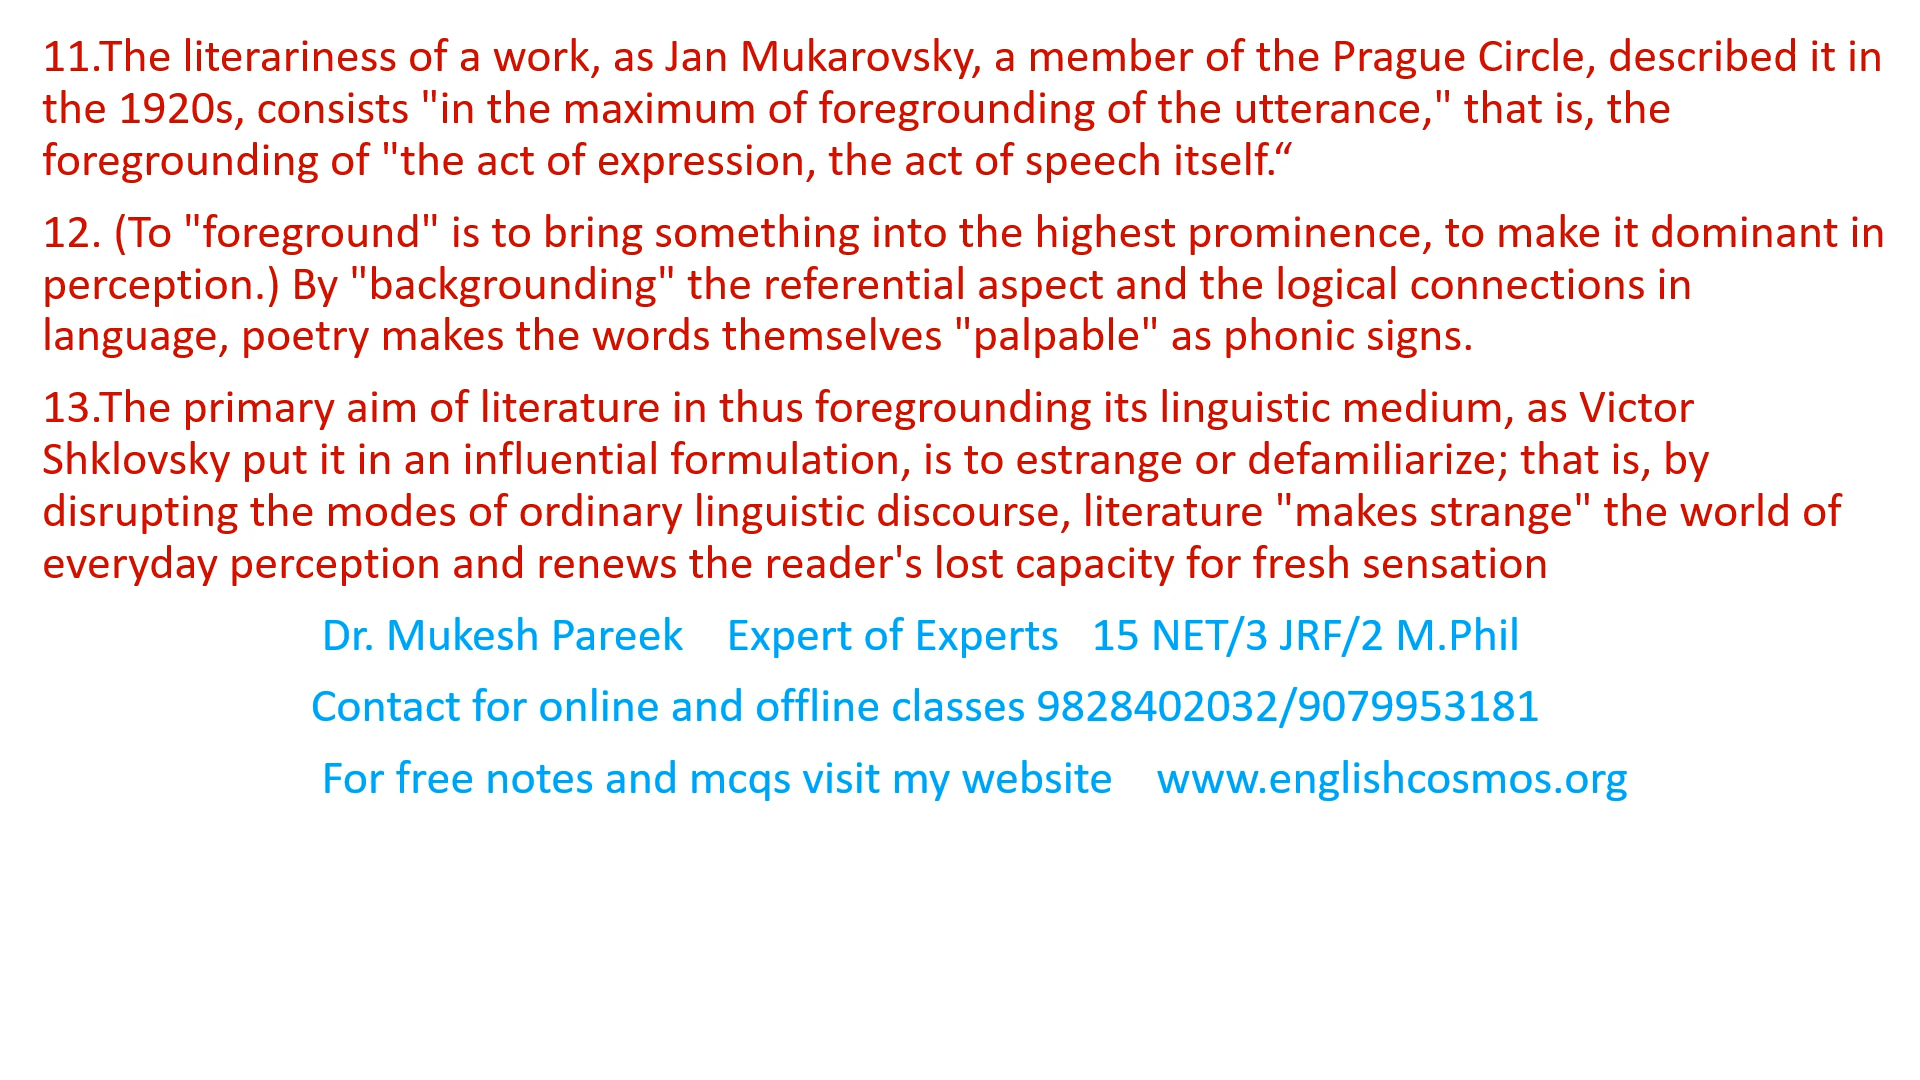 11.The literariness of a work, as Jan Mukarovsky, a member of the Prague Circle, described it in
the 1920s, consists "in the maximum of foregrounding of the utterance," that is, the
foregrounding of "the act of expression, the act of speech itself.“
12. (To "foreground" is to bring something into the highest prominence, to make it dominant in
perception.) By "backgrounding" the referential aspect and the logical connections in
language, poetry makes the words themselves "palpable" as phonic signs.
13.The primary aim of literature in thus foregrounding its linguistic medium, as Victor
Shklovsky put it in an influential formulation, is to estrange or defamiliarize; that is, by
disrupting the modes of ordinary linguistic discourse, literature "makes strange" the world of
everyday perception and renews the reader's lost capacity for fresh sensation
Dr. Mukesh Pareek Expert of Experts 15 NET/3 JRF/2 M.Phil
Contact for online and offline classes 9828402032/9079953181
For free notes and mcqs visit my website www.englishcosmos.org